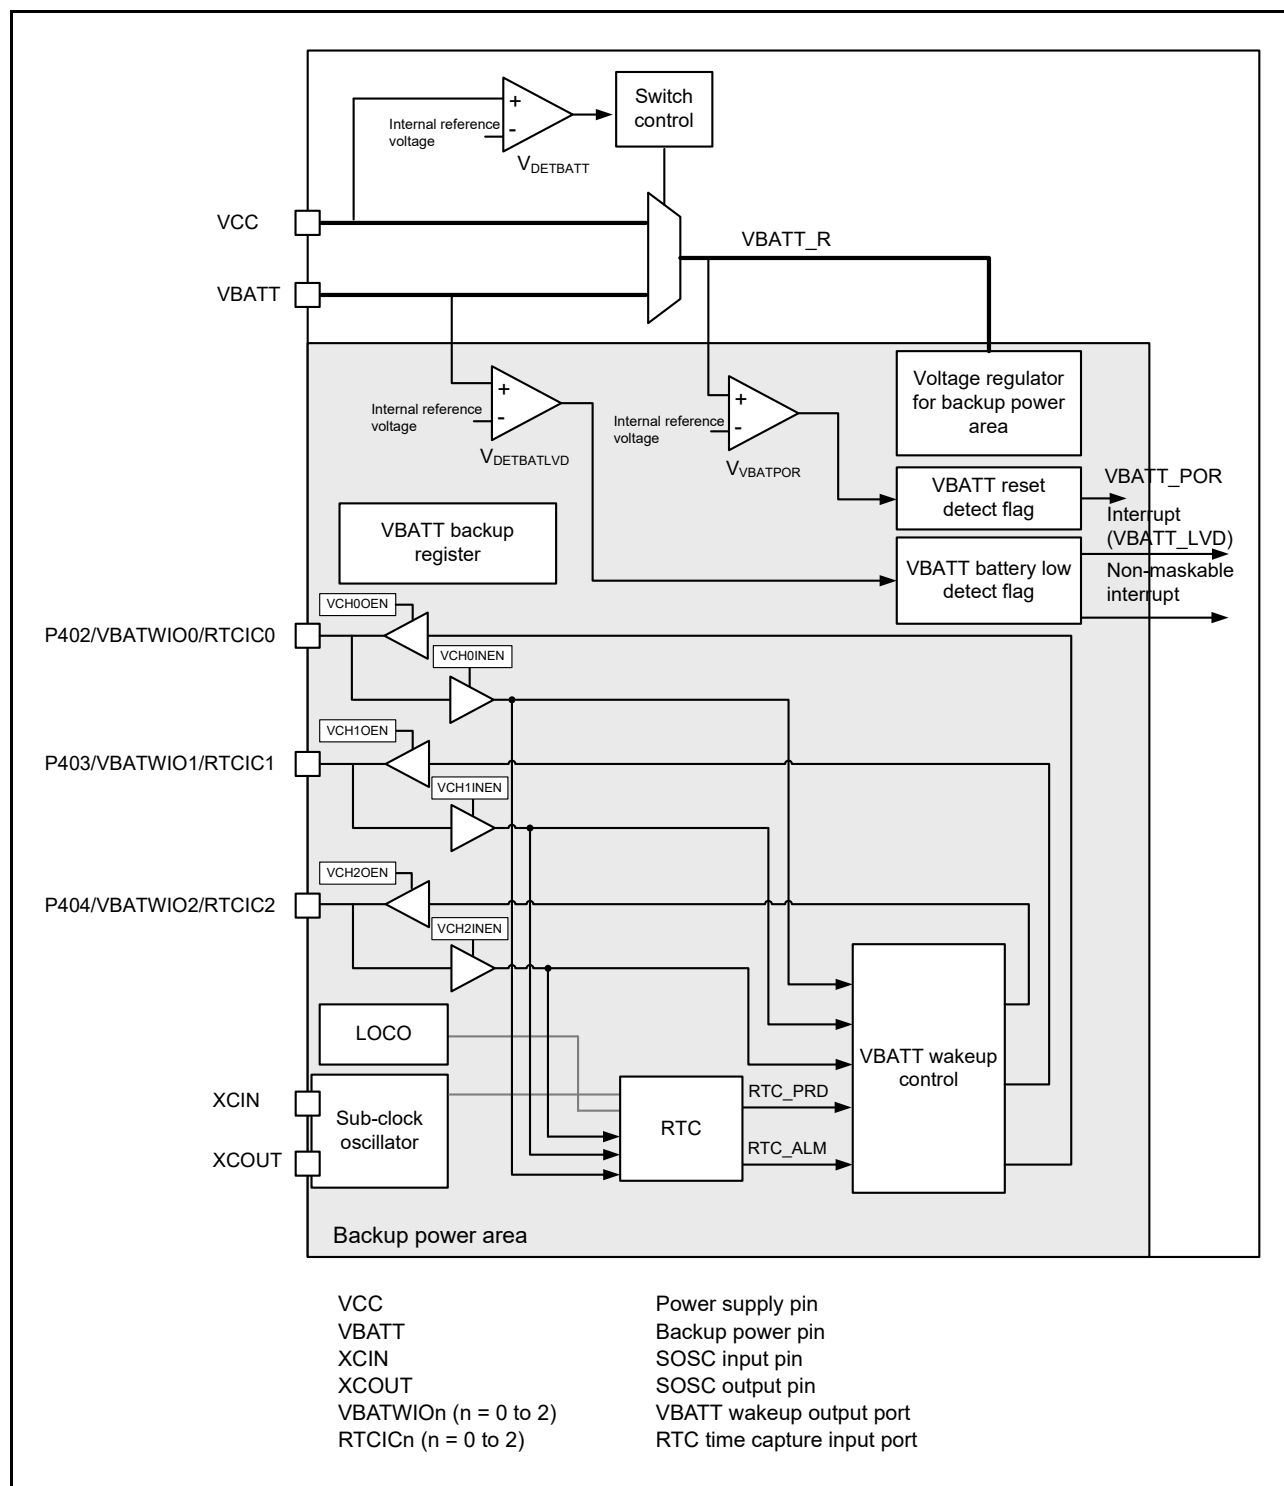 Switch
control
+
-
Internal reference
voltage
VDETBATT
VCC
VBATT_R
VBATT
Voltage regulator
for backup power
area
+
-
Internal reference
voltage
VDETBATLVD
+
-
Internal reference
voltage
VVBATPOR
VBATT reset
detect flag
VBATT_POR
Interrupt
(VBATT_LVD)
VBATT backup
register
VBATT battery low
detect flag
Non-maskable
interrupt
VCH0OEN
P402/VBATWIO0/RTCIC0
VCH0INEN
VCH1OEN
P403/VBATWIO1/RTCIC1
VCH1INEN
VCH2OEN
P404/VBATWIO2/RTCIC2
VCH2INEN
LOCO
VBATT wakeup
control
XCIN
Sub-clock
oscillator
XCOUT
RTC
RTC_PRD
RTC_ALM
Backup power area
VCC Power supply pin
VBATT Backup power pin
XCIN SOSC input pin
XCOUT SOSC output pin
VBATWIOn (n = 0 to 2) VBATT wakeup output port
RTCICn (n = 0 to 2) RTC time capture input port